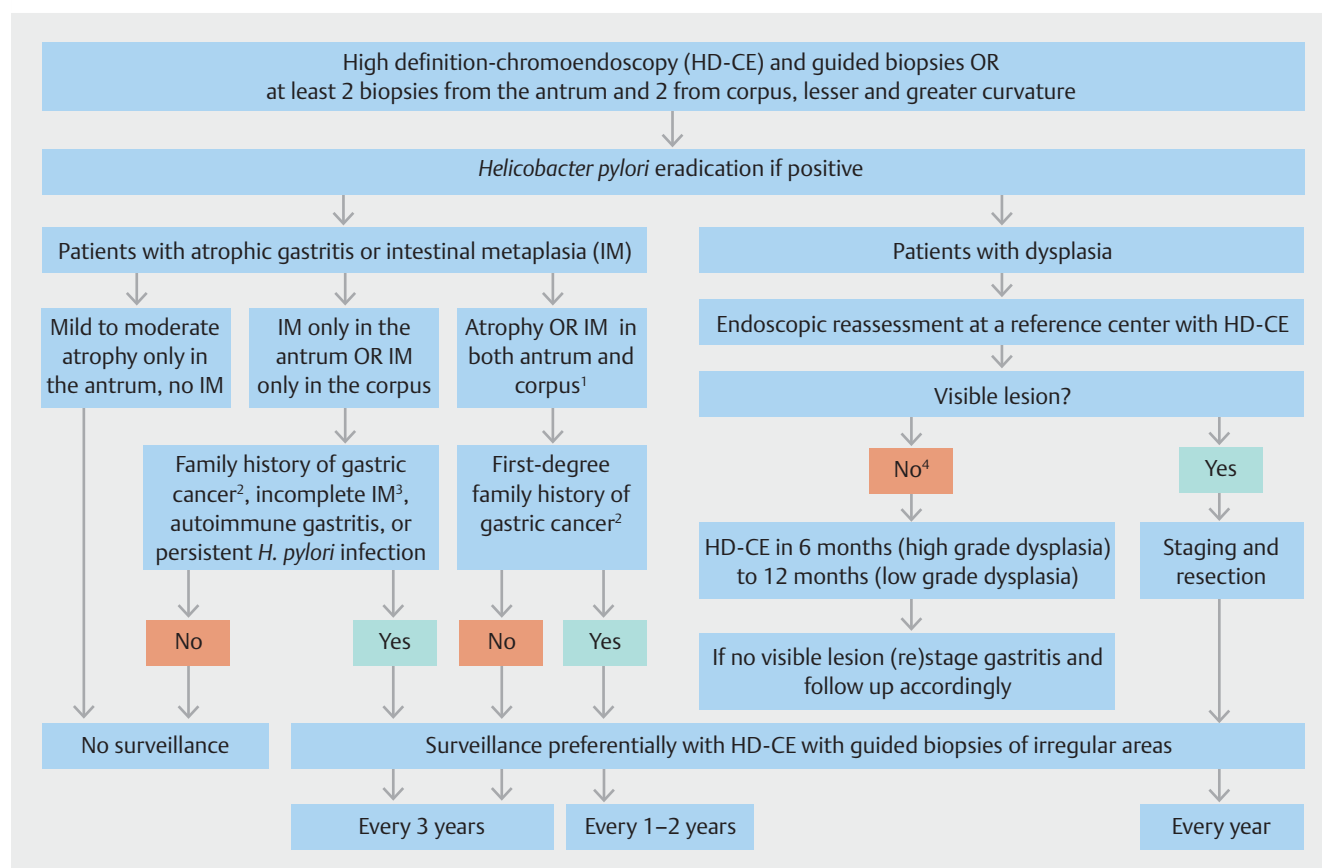 High definition-chromoendoscopy (HD-CE) and guided biopsies OR
at least 2 biopsies from the antrum and 2 from corpus, lesser and greater curvature
Helicobacter pylori eradication if positive
Patients with atrophic gastritis or intestinal metaplasia (IM)
Mild to moderate
atrophy only in
the antrum, no IM
IM only in the
antrum OR IM
only in the corpus
Atrophy OR IM in
both antrum and
corpus¹
Family history of gastric
cancer², incomplete IM³,
autoimmune gastritis, or
persistent H. pylori infection
First-degree
family history of
gastric cancer²
No
Yes
No
Yes
Patients with dysplasia
Endoscopic reassessment at a reference center with HD-CE
Visible lesion?
No⁴
Yes
HD-CE in 6 months (high grade dysplasia)
to 12 months (low grade dysplasia)
Staging and
resection
If no visible lesion (re)stage gastritis and
follow up accordingly
No surveillance
Surveillance preferentially with HD-CE with guided biopsies of irregular areas
Every 3 years
Every 1–2 years
Every year